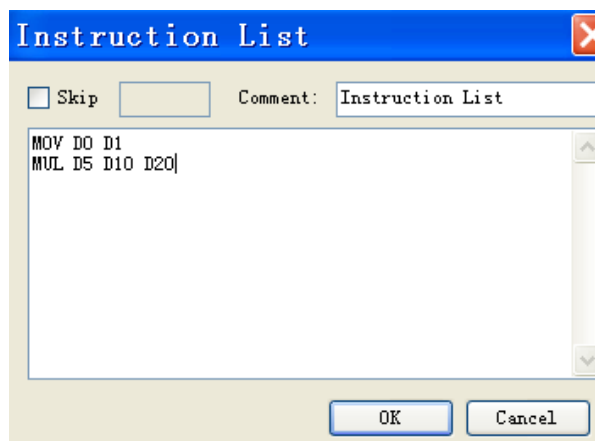 Instruction List
Skip Comment: Instruction List
MOV D0 D1
MUL D5 D10 D20
OK Cancel